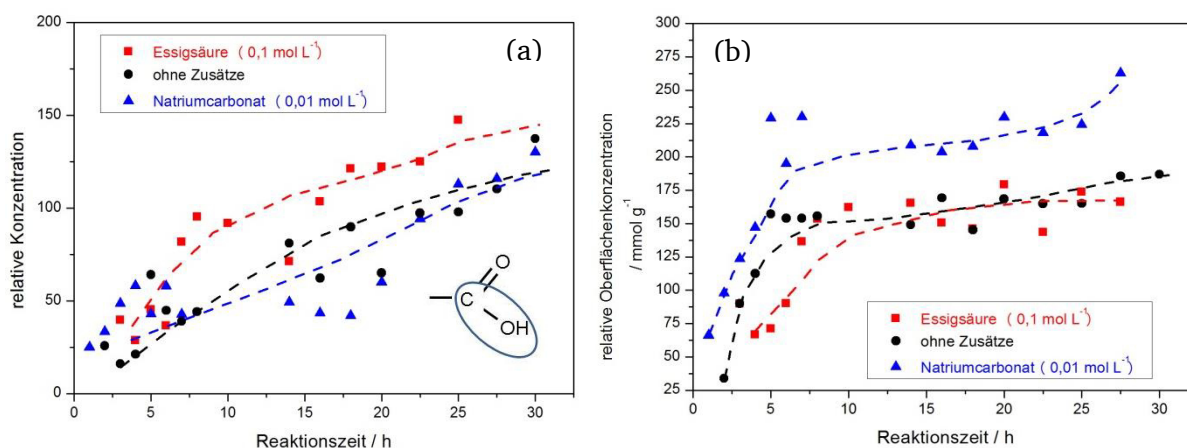 200
150
100
50
0
relative Konzentration
Essigsäure ( 0,1 mol L⁻¹)
ohne Zusätze
Natriumcarbonat ( 0,01 mol L⁻¹)
(a)
O
C
OH
0 5 10 15 20 25 30
Reaktionszeit / h
300
275
250
225
200
175
150
125
100
75
50
25
relative Oberflächenkonzentration
/ mmol g⁻¹
(b)
Essigsäure ( 0,1 mol L⁻¹)
ohne Zusätze
Natriumcarbonat ( 0,01 mol L⁻¹)
0 5 10 15 20 25 30
Reaktionszeit / h